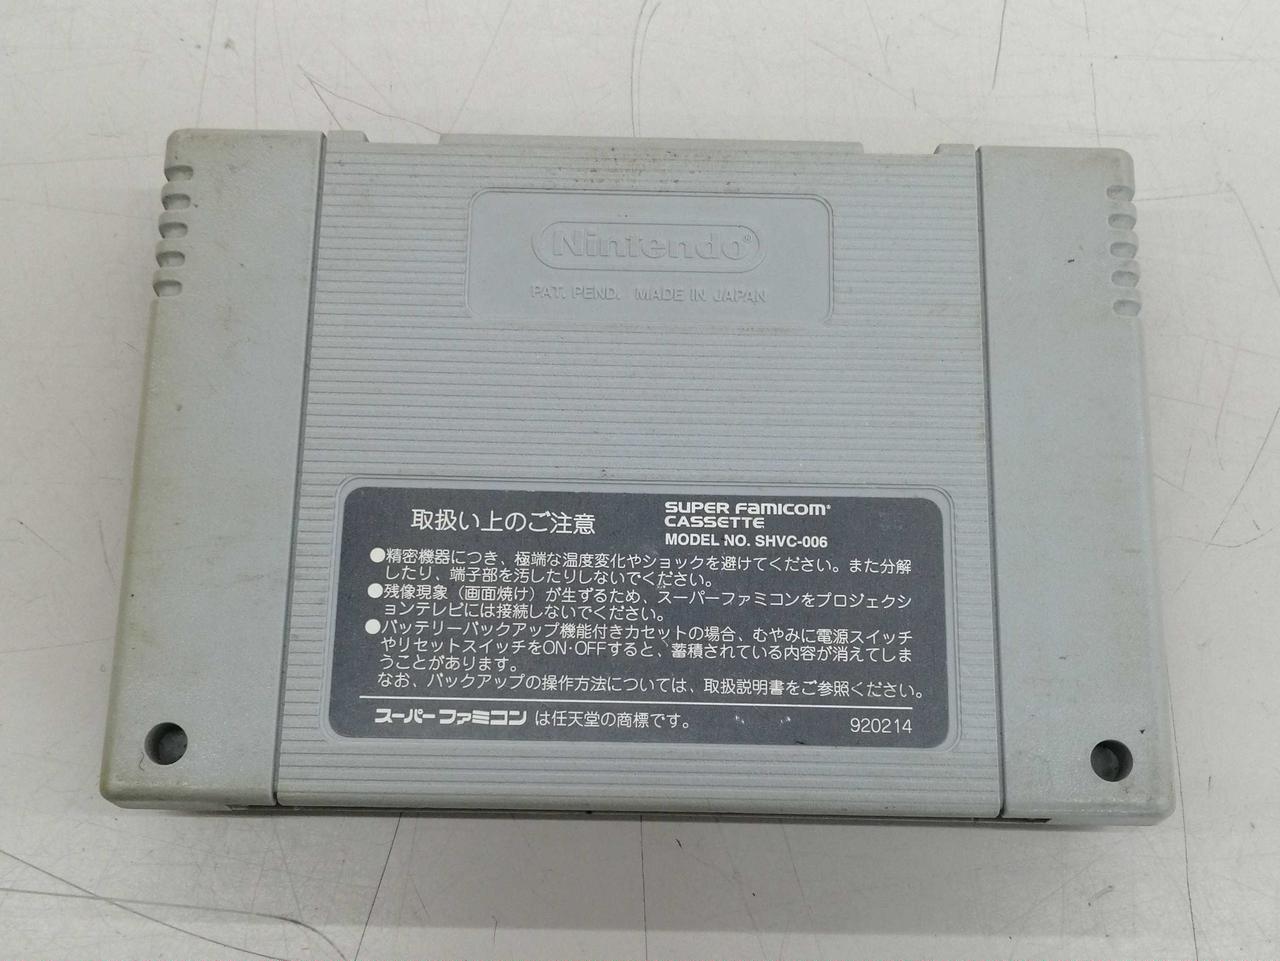 Nintendo®
PAT. PEND. MADE IN JAPAN
取扱い上のご注意
SUPER FAMICOM®
CASSETTE
MODEL NO. SHVC-006
●精密機器につき、極端な温度変化やショックを避けてください。また分解
したり、端子部を汚したりしないでください。
●残像現象(画面焼け)が生ずるため、スーパーファミコンをプロジェクシ
ョンテレビには接続しないでください。
●バッテリーバックアップ機能付きカセットの場合、むやみに電源スイッチ
やリセットスイッチをON・OFFすると、蓄積されている内容が消えてしま
うことがあります。
なお、バックアップの操作方法については、取扱説明書をご参照ください。
スーパーファミコン は任天堂の商標です。
920214